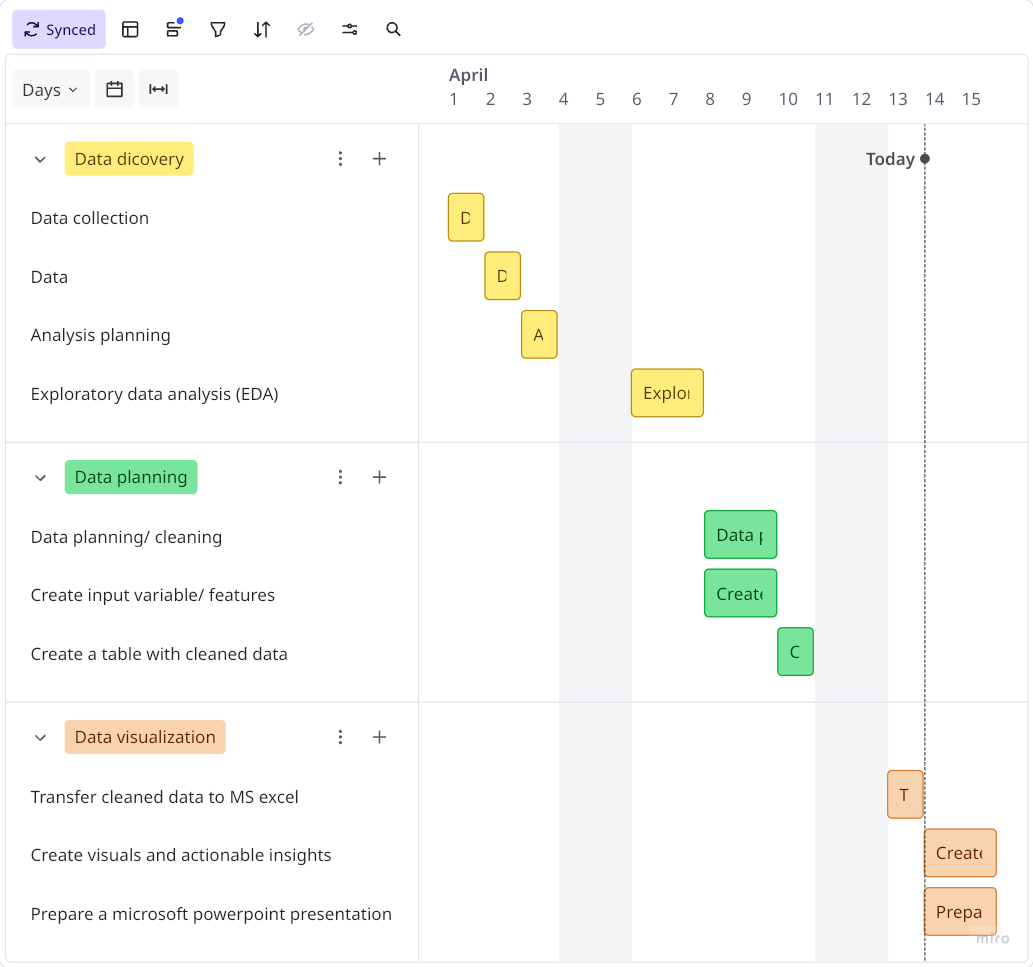 Synced
Days
April
1 2 3 4 5 6 7 8 9 10 11 12 13 14 15
Data dicovery
Today
Data collection
D
Data
D
Analysis planning
A
Exploratory data analysis (EDA)
Explo
Data planning
Data planning/ cleaning
Data p
Create input variable/ features
Create
Create a table with cleaned data
C
Data visualization
Transfer cleaned data to MS excel
T
Create visuals and actionable insights
Create
Prepare a microsoft powerpoint presentation
Prepa
miro